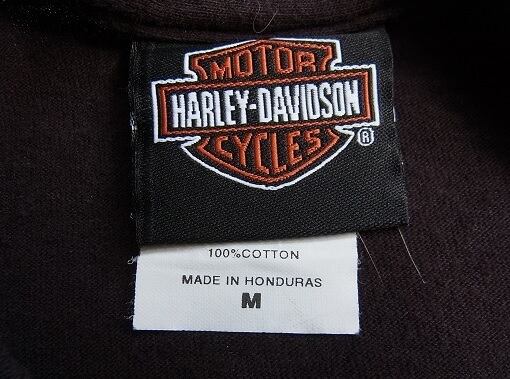 MOTOR
HARLEY-DAVIDSON
CYCLES ®
100%COTTON
MADE IN HONDURAS
M